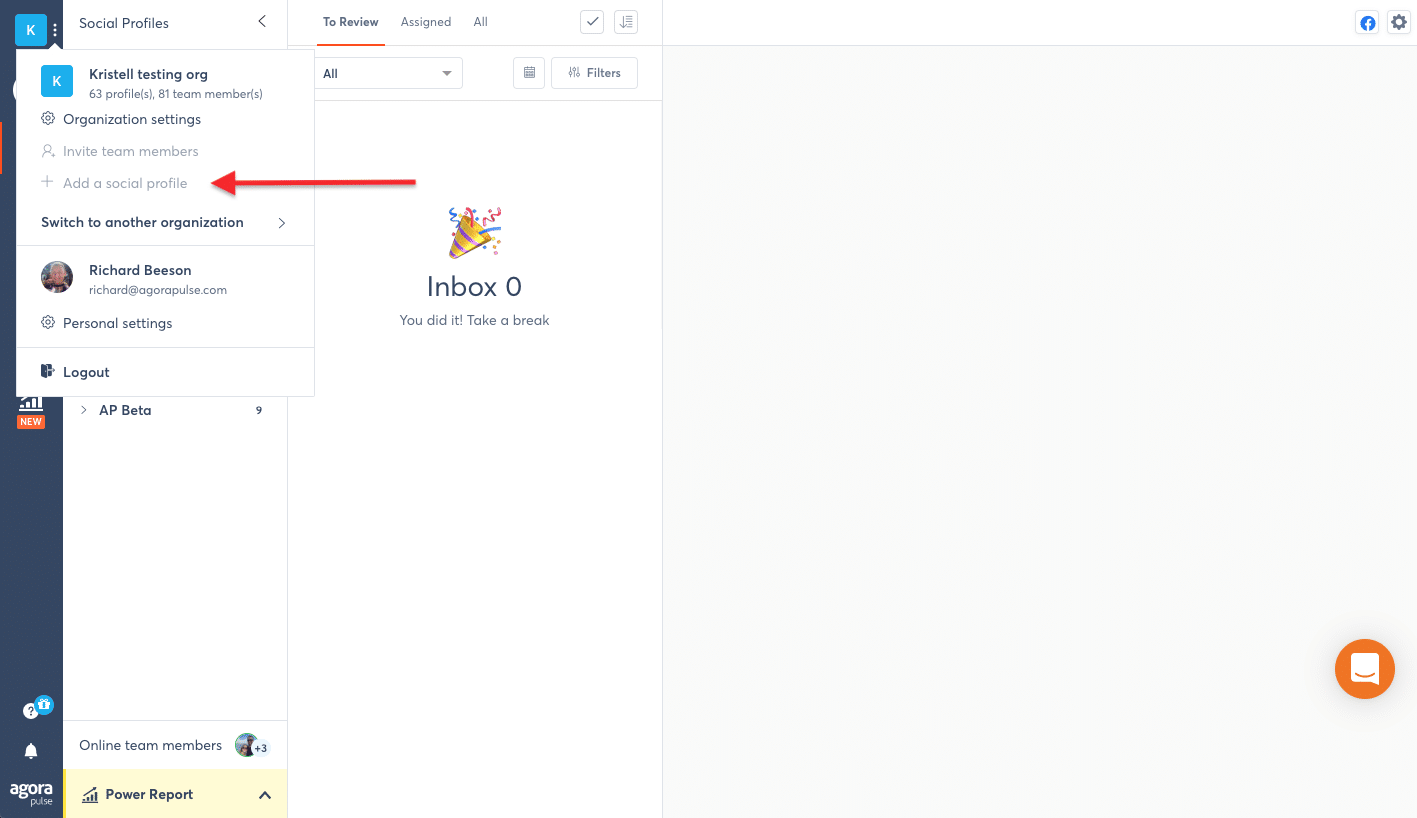 K
Social Profiles
To Review
Assigned
All
K
Kristell testing org
63 profile(s), 81 team member(s)
Organization settings
Invite team members
Add a social profile
Switch to another organization
Richard Beeson
richard@agorapulse.com
Personal settings
Logout
All
Filters
Inbox 0
You did it! Take a break
NEW
AP Beta
9
?
Online team members
+3
Power Report
agora
pulse